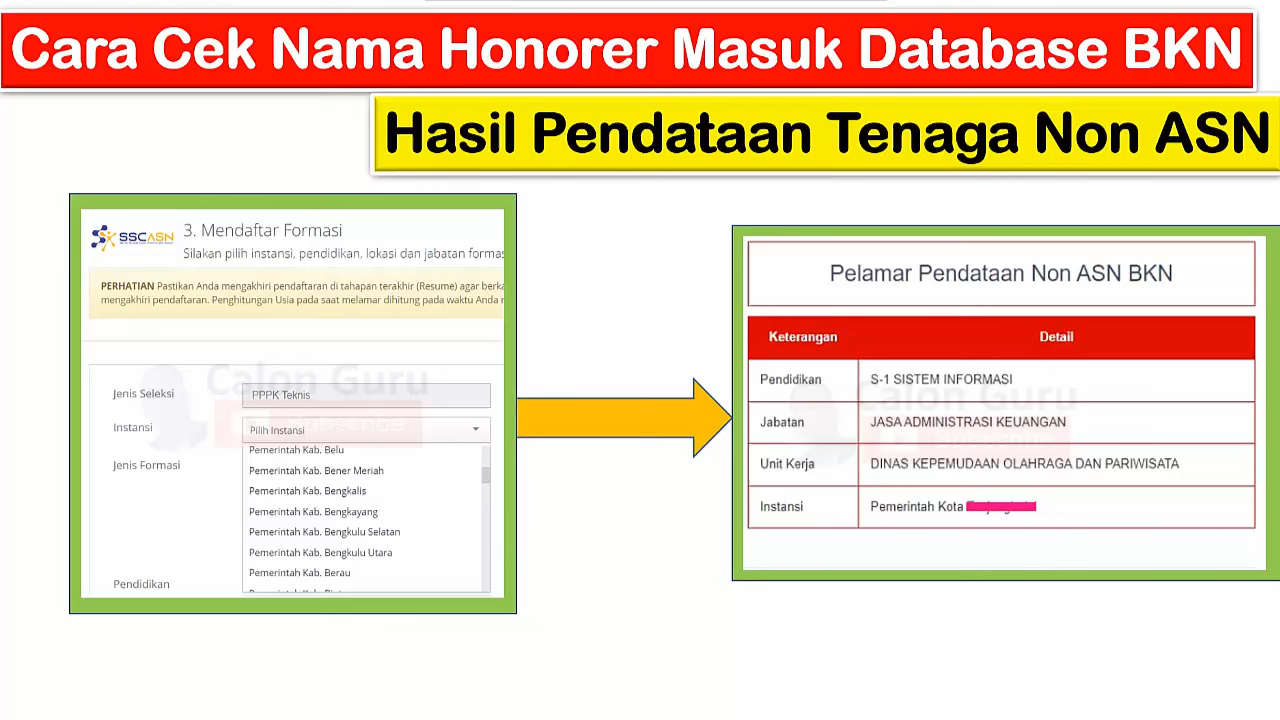 Cara Cek Nama Honorer Masuk Database BKN
Hasil Pendataan Tenaga Non ASN
SSCASN
3. Mendaftar Formasi
Silakan pilih instansi, pendidikan, lokasi dan jabatan formas
PERHATIAN Pastikan Anda mengakhiri pendaftaran di tahapan terakhir (Resume) agar berka
mengakhiri pendaftaran. Penghitungan Usia pada saat melamar dihitung pada waktu Anda
Calon Guru
Jenis Seleksi
PPPK Teknis
SUBSCRIBE
Instansi
Pilih Instansi
Pemerintah Kab. Belu
Jenis Formasi
Pemerintah Kab. Bener Meriah
Pemerintah Kab. Bengkalis
Pemerintah Kab. Bengkayang
Pemerintah Kab. Bengkulu Selatan
Pemerintah Kab. Bengkulu Utara
Pemerintah Kab. Berau
Pendidikan
Pelamar Pendataan Non ASN BKN
Keterangan Detail
Pendidikan S-1 SISTEM INFORMASI
Calon Guru
Jabatan JASA ADMINISTRASI KEUANGAN
Unit Kerja DINAS KEPEMUDAAN OLAHRAGA DAN PARIWISATA
Instansi Pemerintah Kota